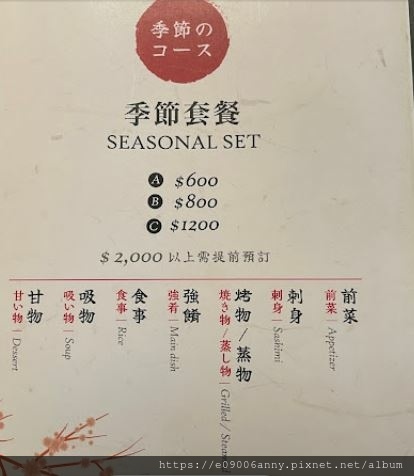 季節の
コース
季節套餐
SEASONAL SET
A $600
B $800
C $1200
$2,000 以上需提前預訂
前菜
前菜 | Appetizer
刺身
刺身 | Sashimi
烤物/蒸物
焼き物/蒸し物 | Grilled / Steamed
強餚
強肴 | Main dish
食事
食事 | Rice
吸物
吸い物 | Soup
甘物
甘い物 | Dessert
https://e09006anny.pixnet.net/album